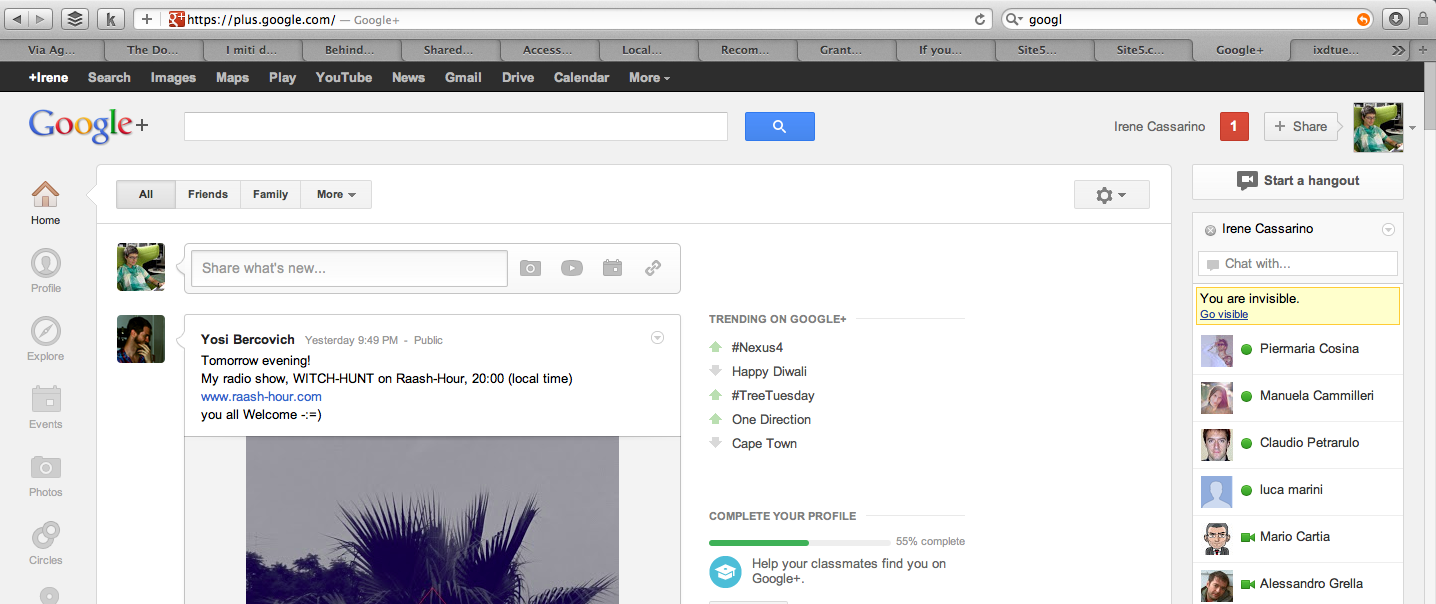 k
+
https://plus.google.com/ — Google+
googl
Via Ag...
The Do...
I miti d...
Behind...
Shared...
Access...
Local...
Recom...
Grant...
If you...
Site5...
Site5.c...
Google+
ixdtue...
>>
+
+Irene Search Images Maps Play YouTube News Gmail Drive Calendar More
Google+
Irene Cassarino
1
+ Share
All
Friends
Family
More
Start a hangout
Home
Profile
Explore
Events
Photos
Circles
Share what's new...
Yosi Bercovich Yesterday 9:49 PM - Public
Tomorrow evening!
My radio show, WITCH-HUNT on Raash-Hour, 20:00 (local time)
www.raash-hour.com
you all Welcome -:=)
TRENDING ON GOOGLE+
#Nexus4
Happy Diwali
#TreeTuesday
One Direction
Cape Town
COMPLETE YOUR PROFILE
55% complete
Help your classmates find you on
Google+.
Irene Cassarino
Chat with...
You are invisible.
Go visible
Piermaria Cosina
Manuela Cammilleri
Claudio Petrarulo
luca marini
Mario Cartia
Alessandro Grella